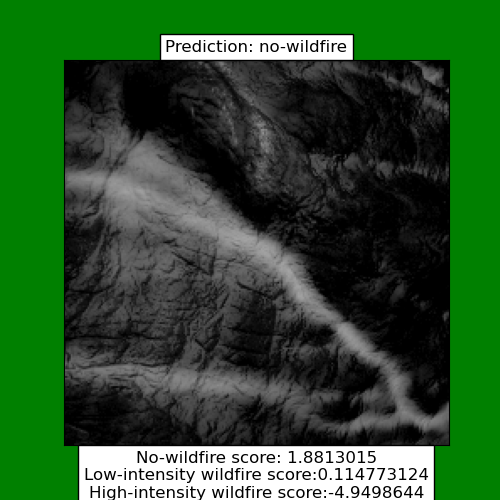 Prediction: no-wildfire
No-wildfire score: 1.8813015
Low-intensity wildfire score:0.114773124
High-intensity wildfire score:-4.9498644